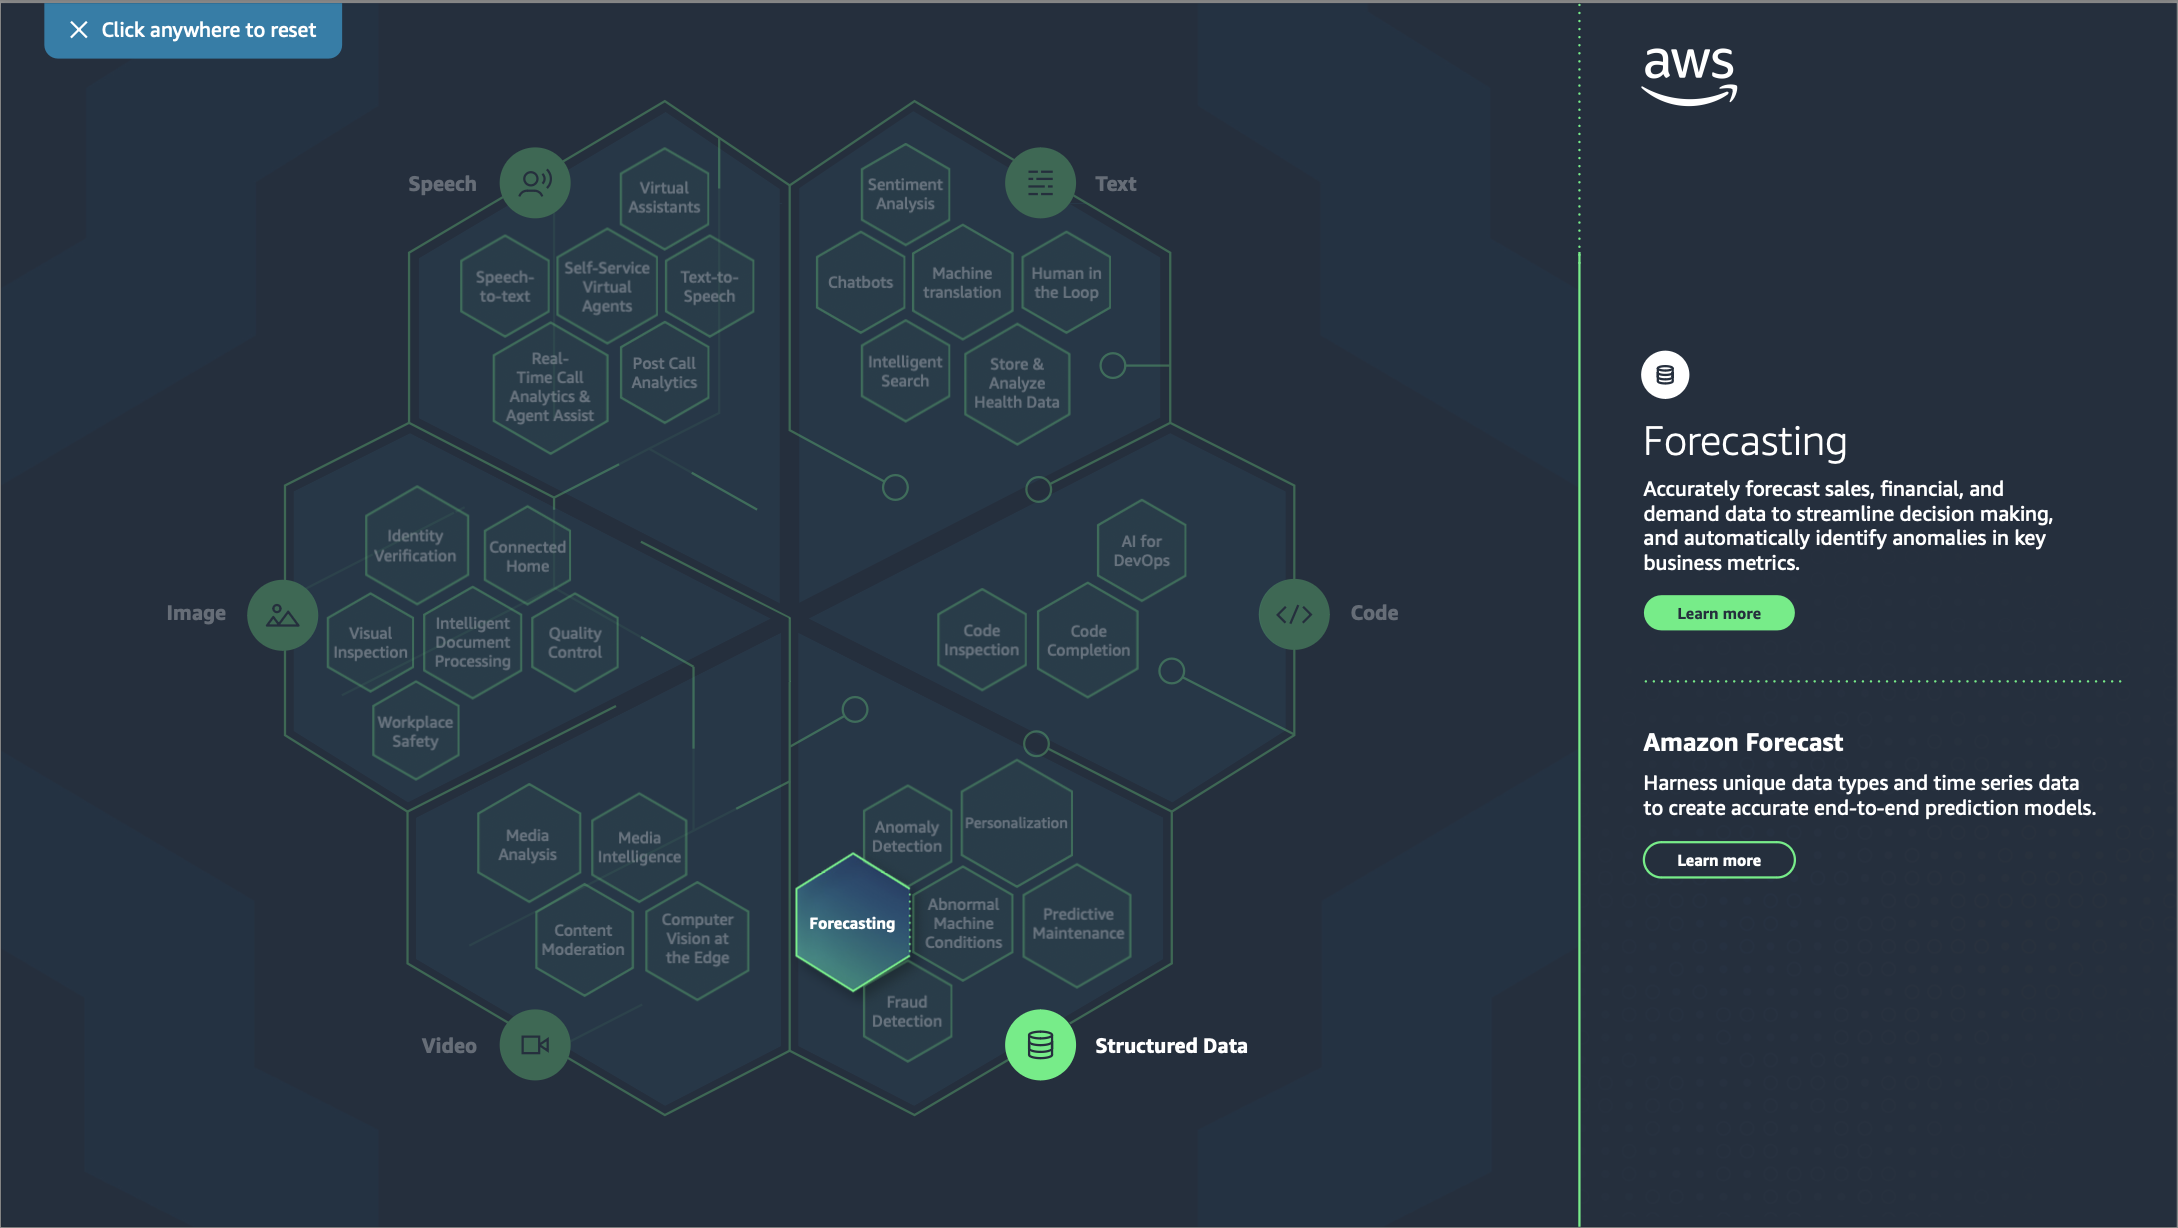 Click anywhere to reset
aws
Speech
Virtual
Assistants
Speech-
to-text
Self-Service
Virtual
Agents
Text-to-
Speech
Real-
Time Call
Analytics &
Agent Assist
Post Call
Analytics
Text
Sentiment
Analysis
Chatbots
Machine
translation
Human in
the Loop
Intelligent
Search
Store &
Analyze
Health Data
Image
Identity
Verification
Connected
Home
Visual
Inspection
Intelligent
Document
Processing
Quality
Control
Workplace
Safety
Code
AI for
DevOps
Code
Inspection
Code
Completion
Video
Media
Analysis
Media
Intelligence
Content
Moderation
Computer
Vision at
the Edge
Structured Data
Anomaly
Detection
Personalization
Forecasting
Abnormal
Machine
Conditions
Predictive
Maintenance
Fraud
Detection
Forecasting
Accurately forecast sales, financial, and
demand data to streamline decision making,
and automatically identify anomalies in key
business metrics.
Learn more
Amazon Forecast
Harness unique data types and time series data
to create accurate end-to-end prediction models.
Learn more